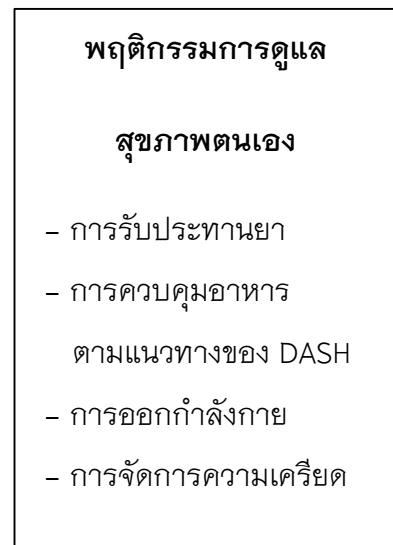 พฤติกรรมการดูแล
สุขภาพตนเอง
- การรับประทานยา
- การควบคุมอาหาร
ตามแนวทางของ DASH
- การออกกำลังกาย
- การจัดการความเครียด